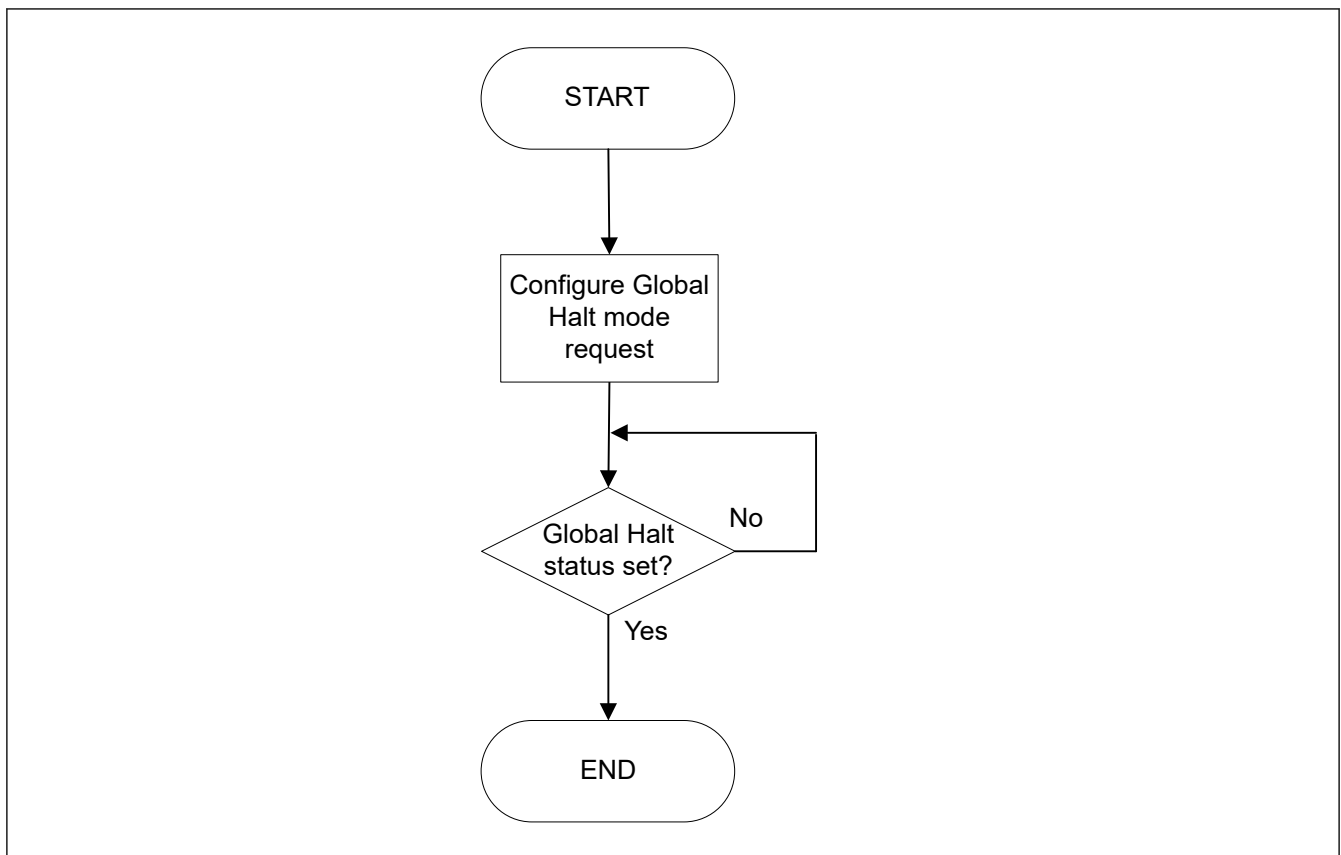 START
Configure Global
Halt mode
request
No
Global Halt
status set?
Yes
END